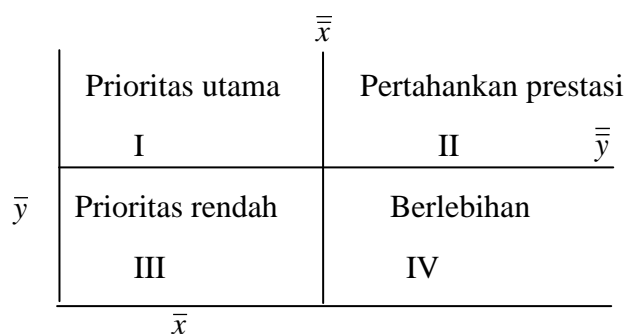 x̿
Prioritas utama Pertahankan prestasi
I II y̿
y̅ Prioritas rendah Berlebihan
III IV
x̅